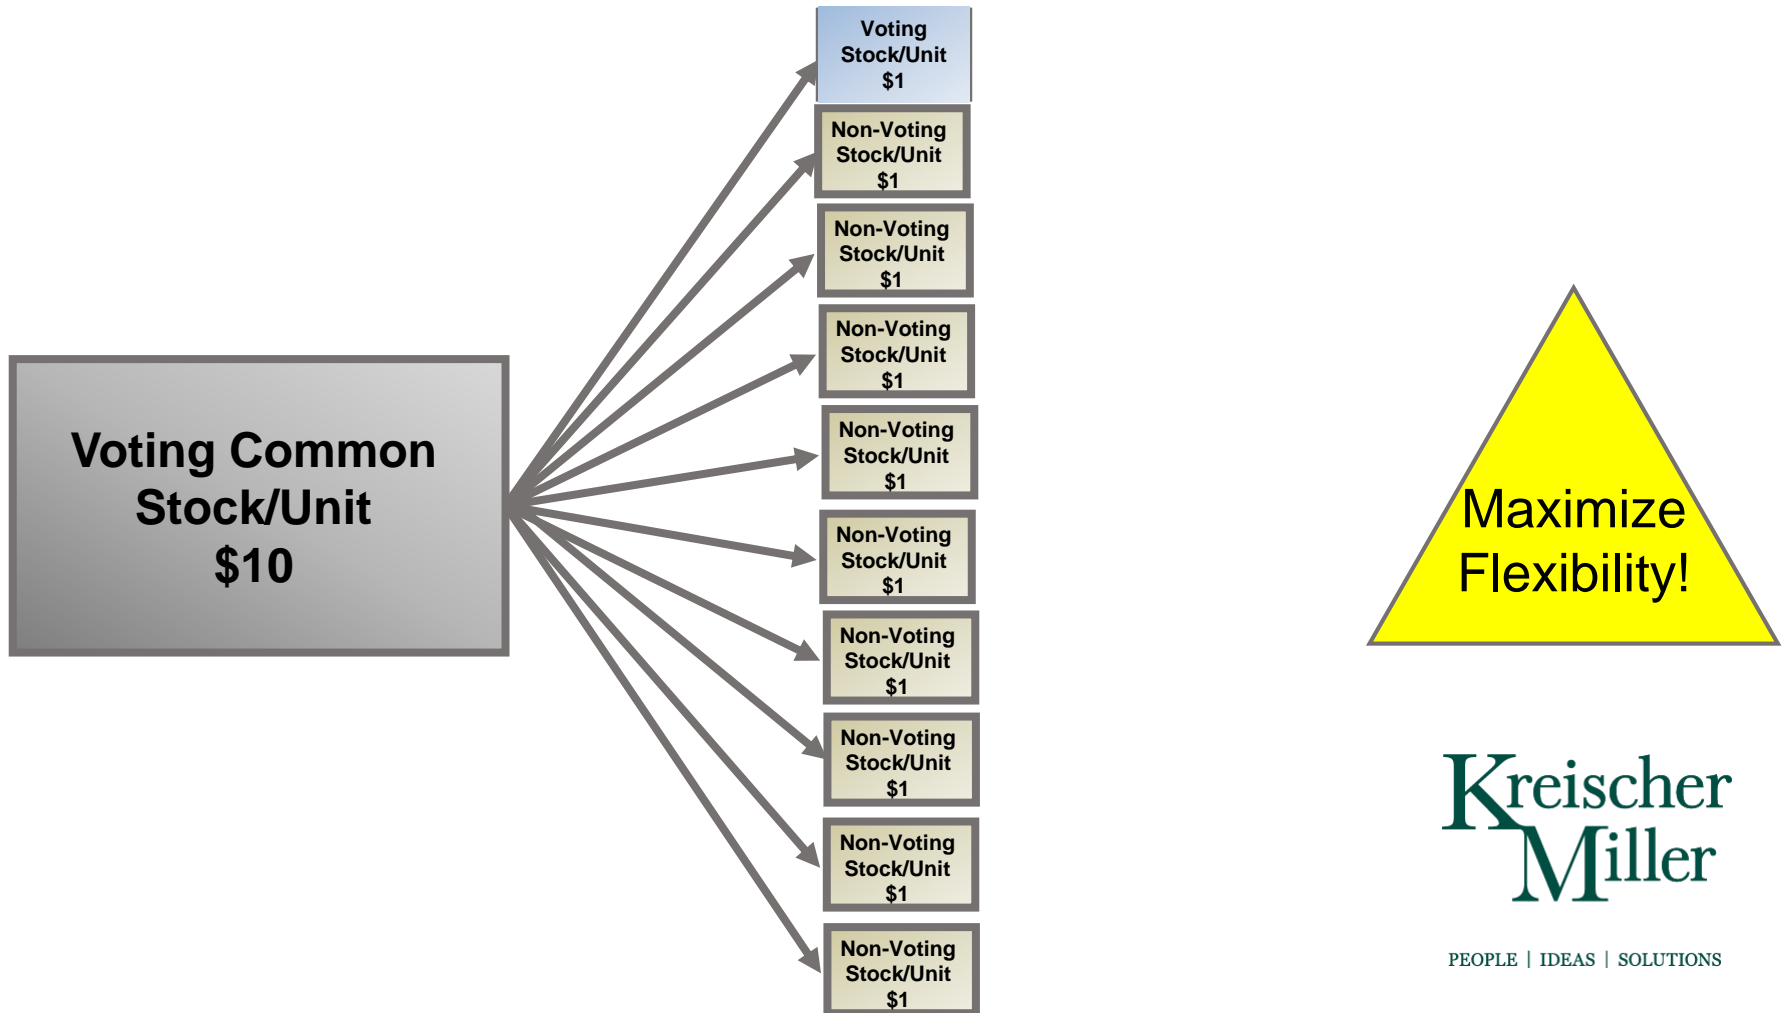 Voting Common
Stock/Unit
$10
Voting
Stock/Unit
$1
Non-Voting
Stock/Unit
$1
Non-Voting
Stock/Unit
$1
Non-Voting
Stock/Unit
$1
Non-Voting
Stock/Unit
$1
Non-Voting
Stock/Unit
$1
Non-Voting
Stock/Unit
$1
Non-Voting
Stock/Unit
$1
Non-Voting
Stock/Unit
$1
Non-Voting
Stock/Unit
$1
Maximize
Flexibility!
Kreischer
Miller
PEOPLE | IDEAS | SOLUTIONS